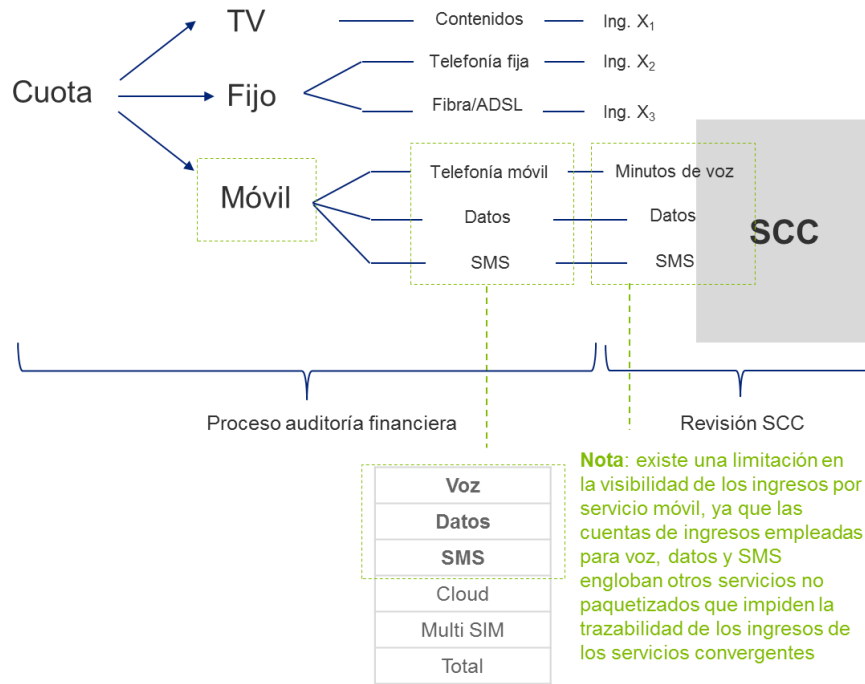 TV
Contenidos
Ing. X₁
Cuota
Fijo
Telefonía fija
Ing. X₂
Fibra/ADSL
Ing. X₃
Móvil
Telefonía móvil
Minutos de voz
Datos
Datos
SMS
SMS
SCC
Proceso auditoría financiera
Revisión SCC
Voz
Datos
SMS
Cloud
Multi SIM
Total
Nota: existe una limitación en
la visibilidad de los ingresos por
servicio móvil, ya que las
cuentas de ingresos empleadas
para voz, datos y SMS
engloban otros servicios no
paquetizados que impiden la
trazabilidad de los ingresos de
los servicios convergentes